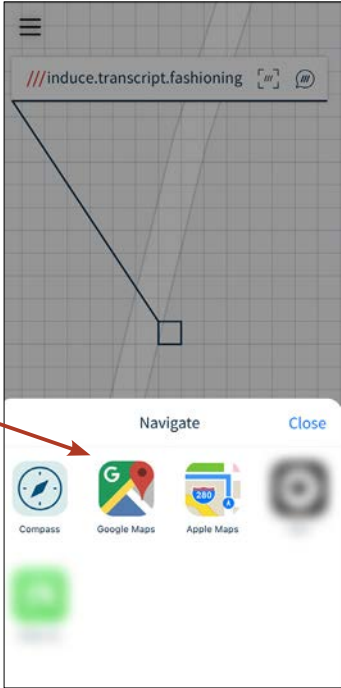 ///induce.transcript.fashioning
Navigate
Close
Compass
Google Maps
Apple Maps
G
280